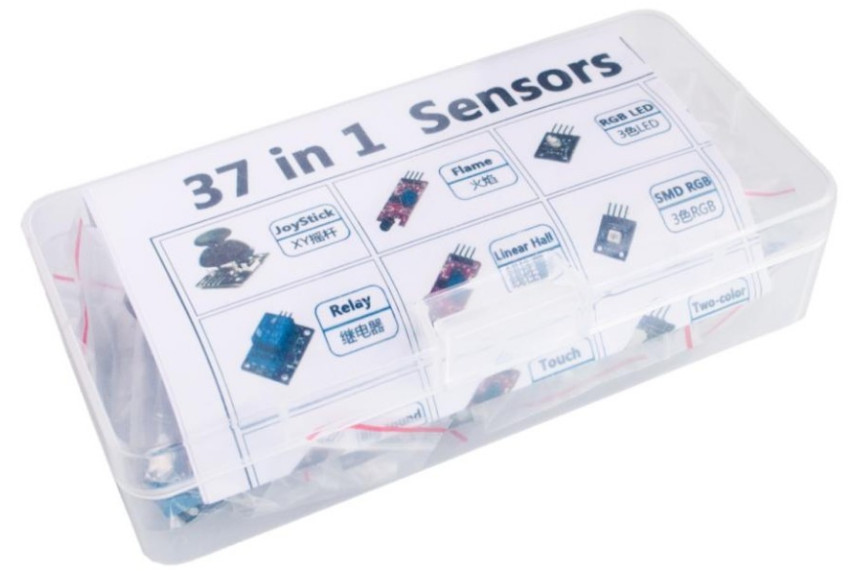 37 in 1 Sensors
JoyStick
XY摇杆
Flame
火焰
RGB LED
3色LED
Relay
继电器
Linear Hall
SMD RGB
3色RGB
Touch
Two-color